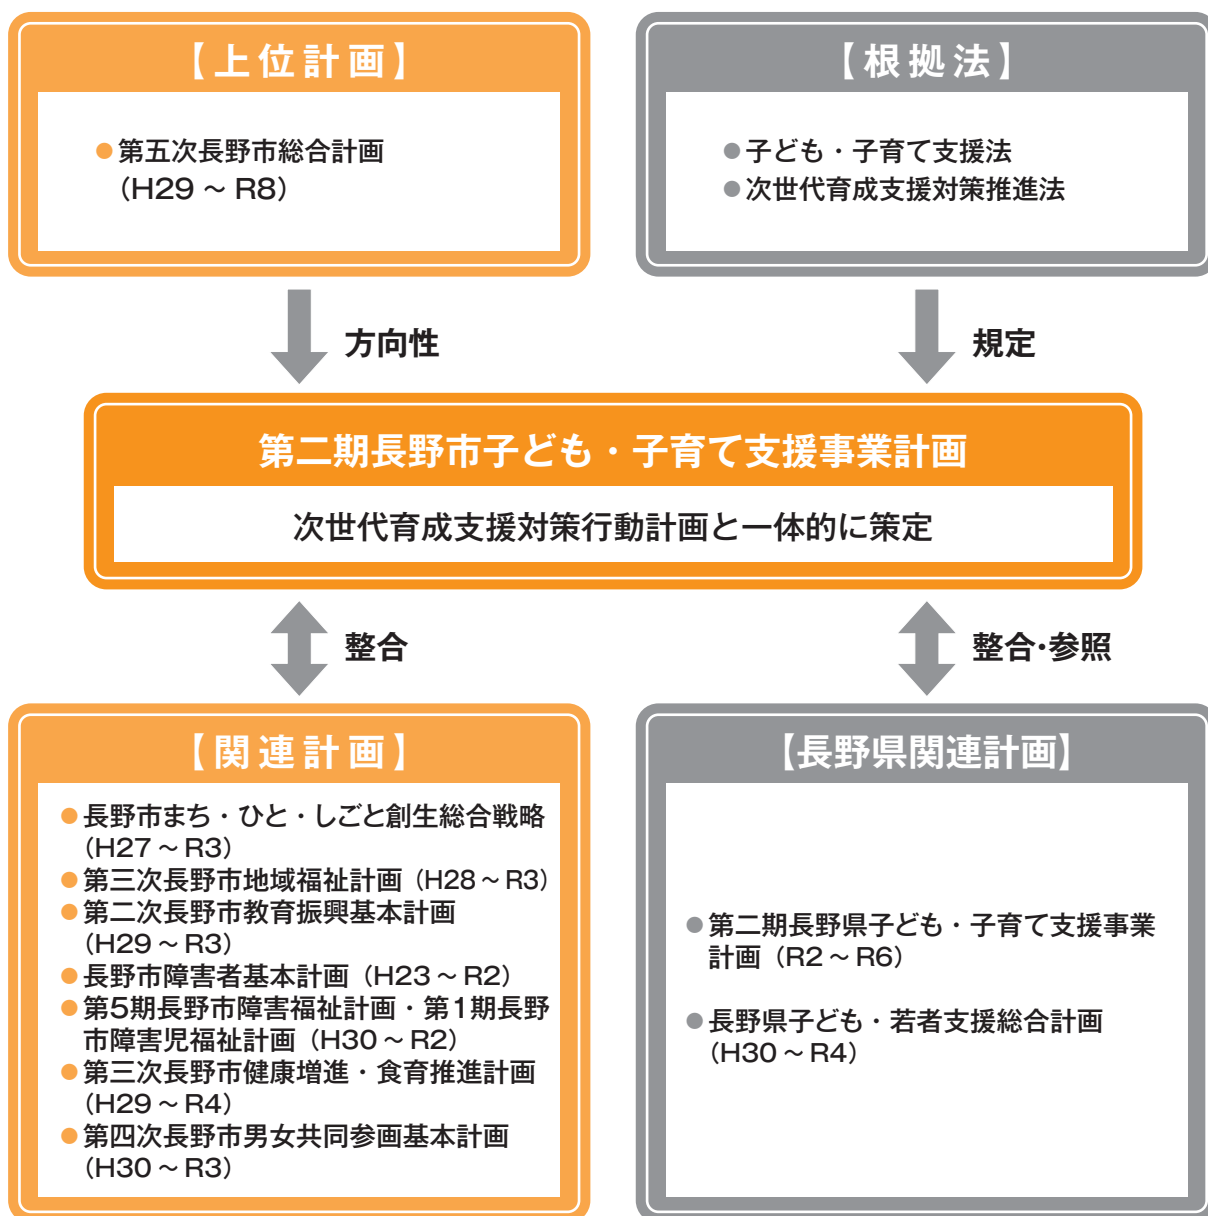 【上位計画】
●第五次長野市総合計画
(H29～R8)
【根拠法】
●子ども・子育て支援法
●次世代育成支援対策推進法
方向性
規定
第二期長野市子ども・子育て支援事業計画
次世代育成支援対策行動計画と一体的に策定
整合
整合・参照
【関連計画】
●長野市まち・ひと・しごと創生総合戦略
(H27～R3)
●第三次長野市地域福祉計画(H28～R3)
●第二次長野市教育振興基本計画
(H29～R3)
●長野市障害者基本計画(H23～R2)
●第5期長野市障害福祉計画・第1期長野
市障害児福祉計画(H30～R2)
●第三次長野市健康増進・食育推進計画
(H29～R4)
●第四次長野市男女共同参画基本計画
(H30～R3)
【長野県関連計画】
●第二期長野県子ども・子育て支援事業
計画(R2～R6)
●長野県子ども・若者支援総合計画
(H30～R4)